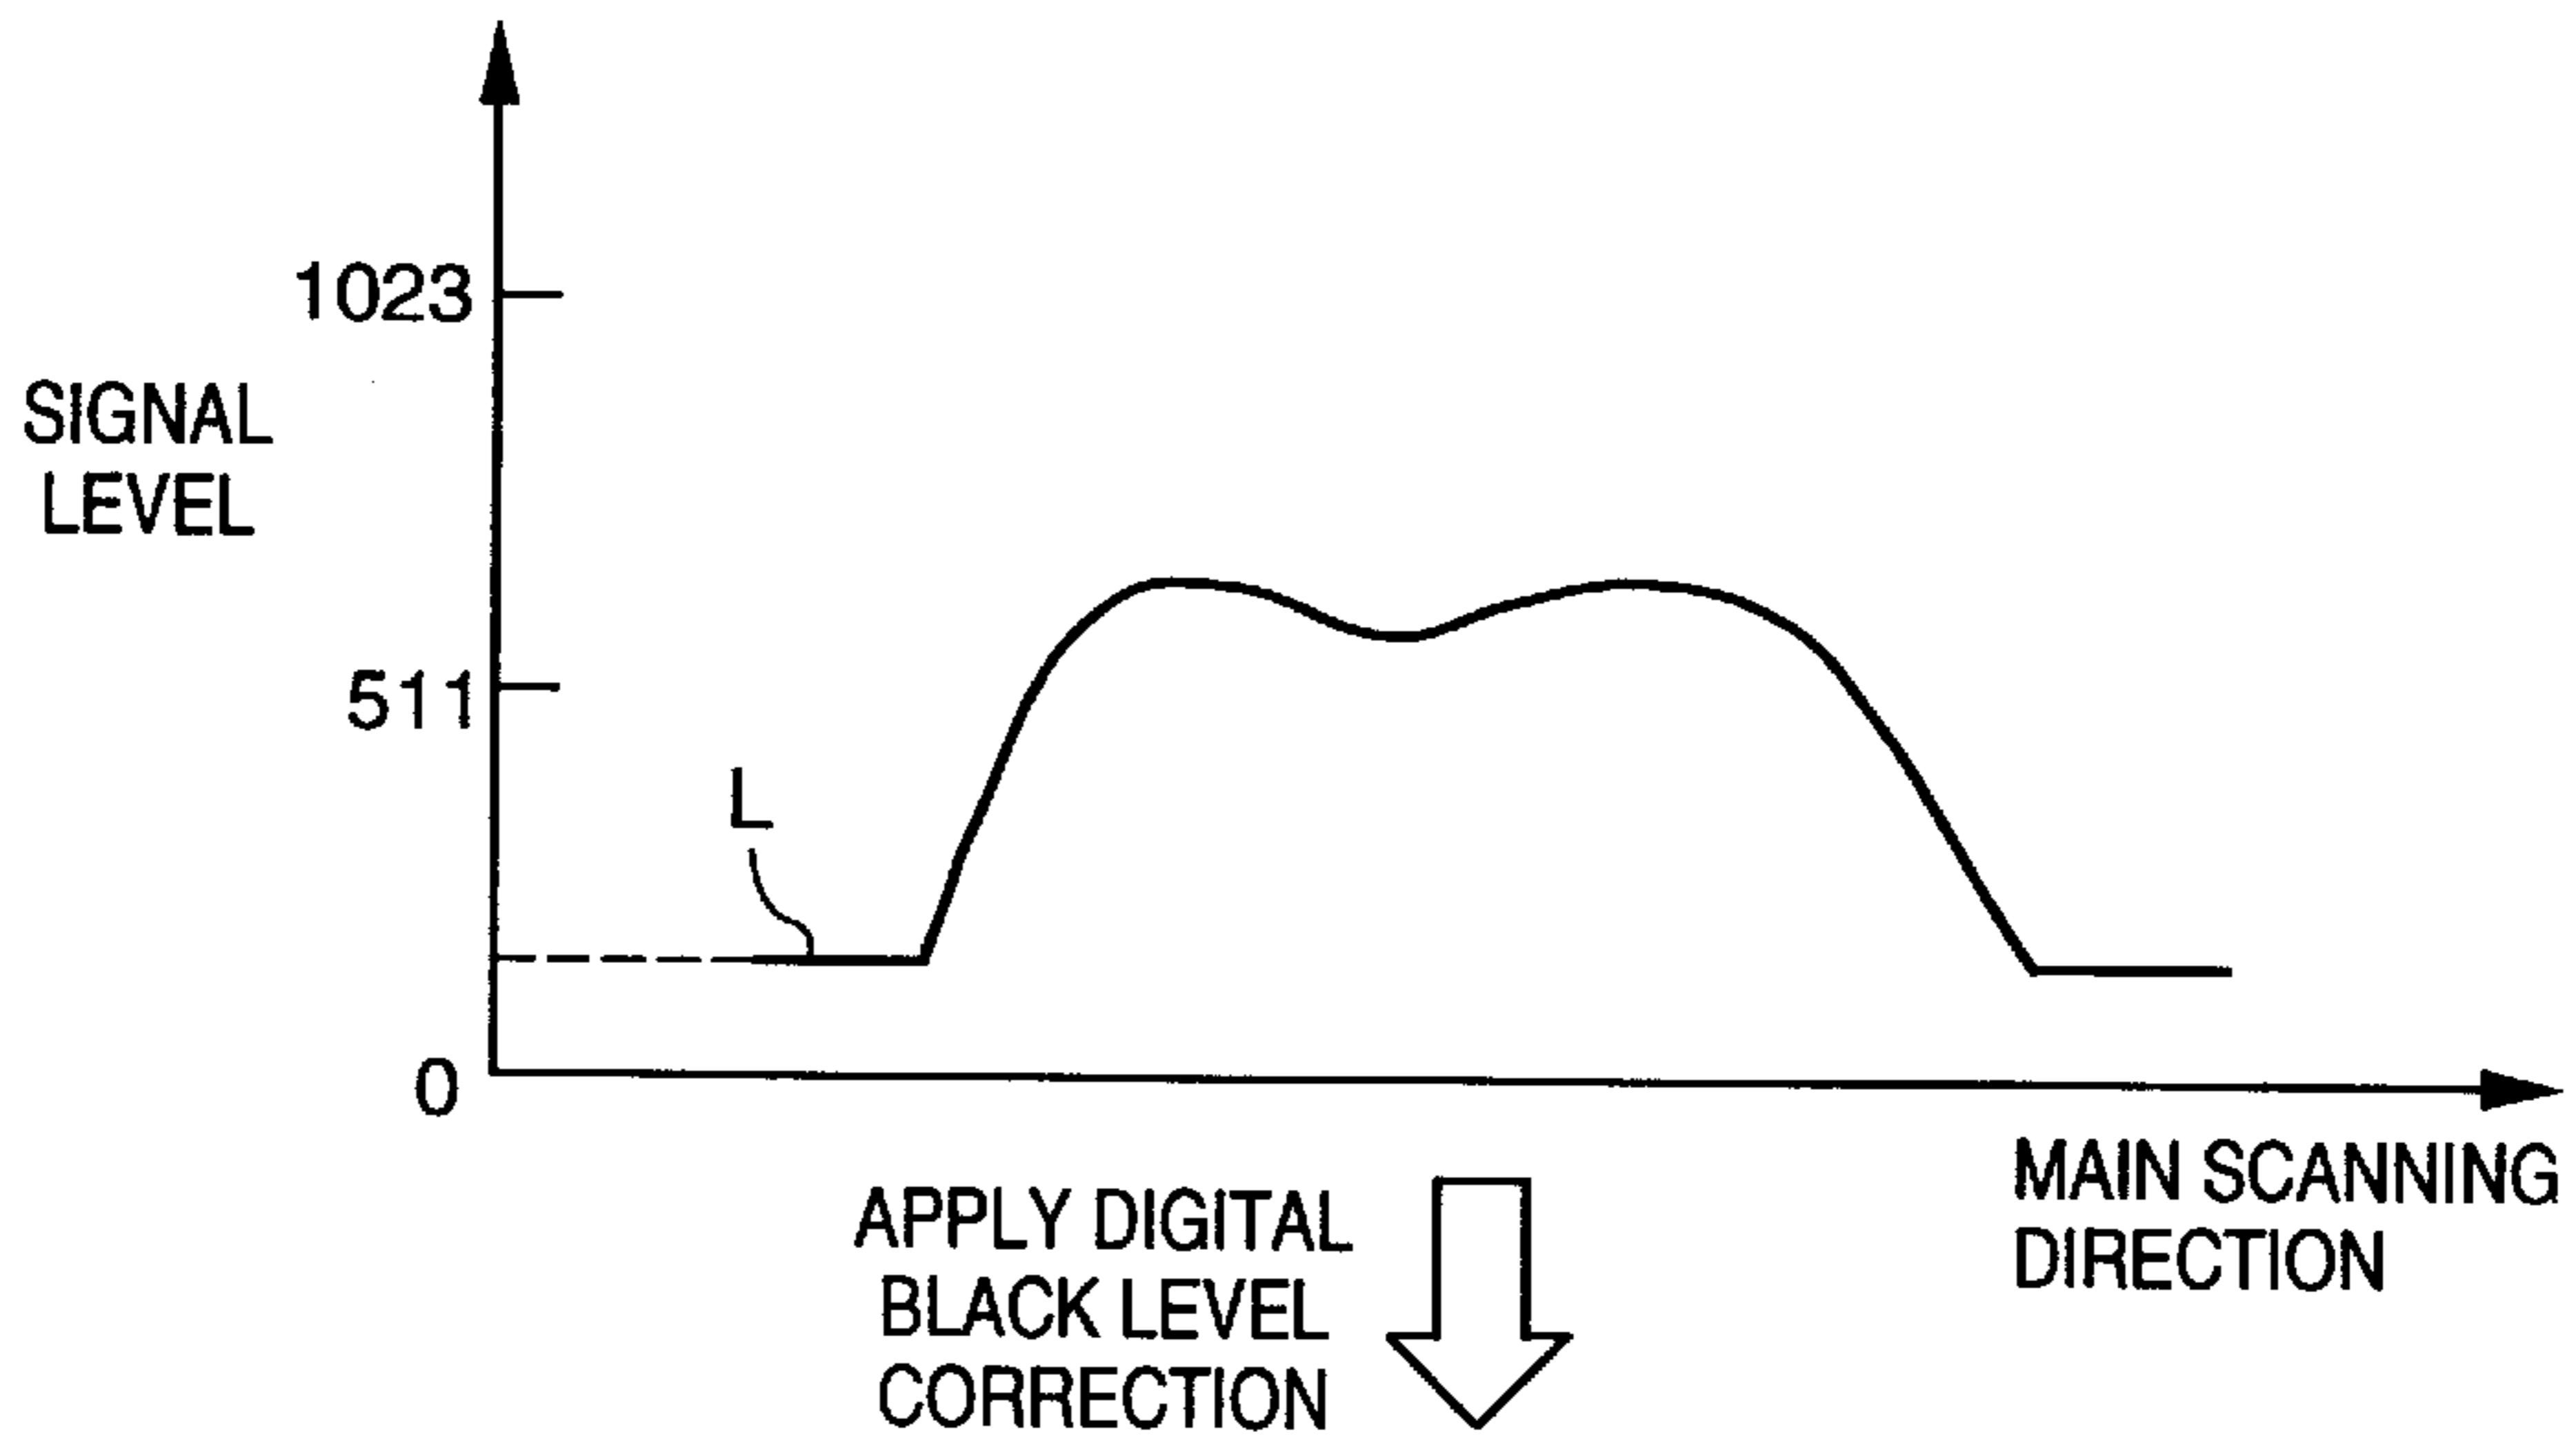 1023
SIGNAL
LEVEL
511
L
0
MAIN SCANNING
DIRECTION
APPLY DIGITAL
BLACK LEVEL
CORRECTION